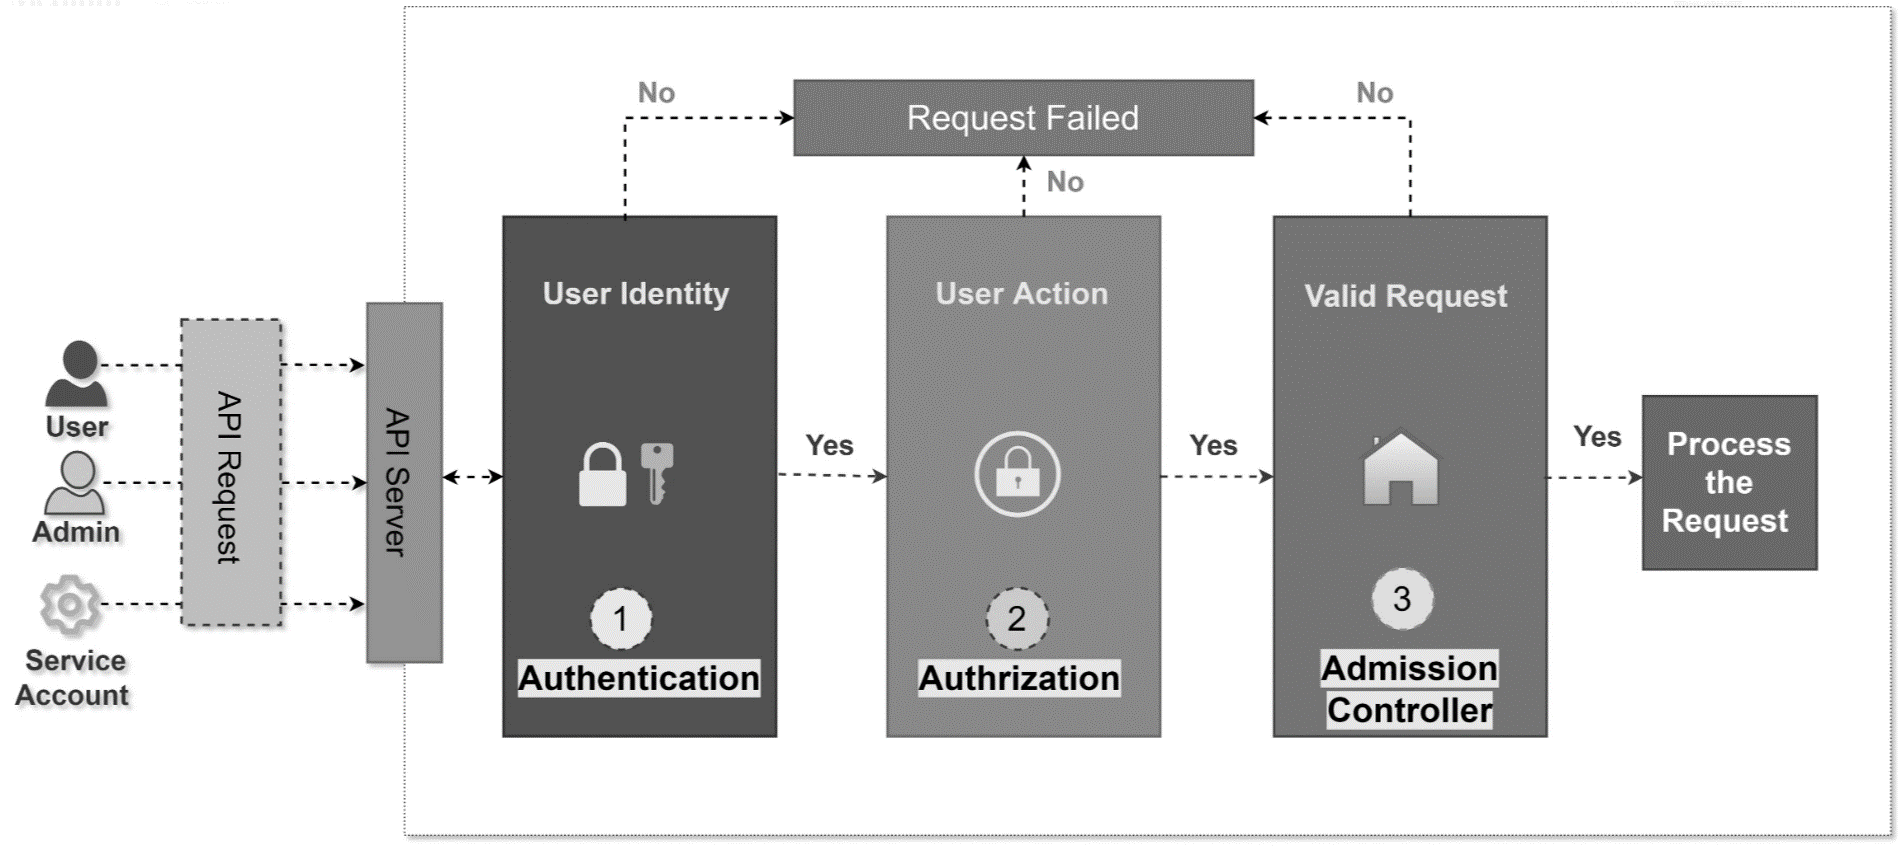 No
Request Failed
No
No
User Identity
User Action
Valid Request
User
Admin
Service
Account
API Request
API Server
Yes
Yes
Yes
Process
the
Request
1
Authentication
2
Authrization
3
Admission
Controller